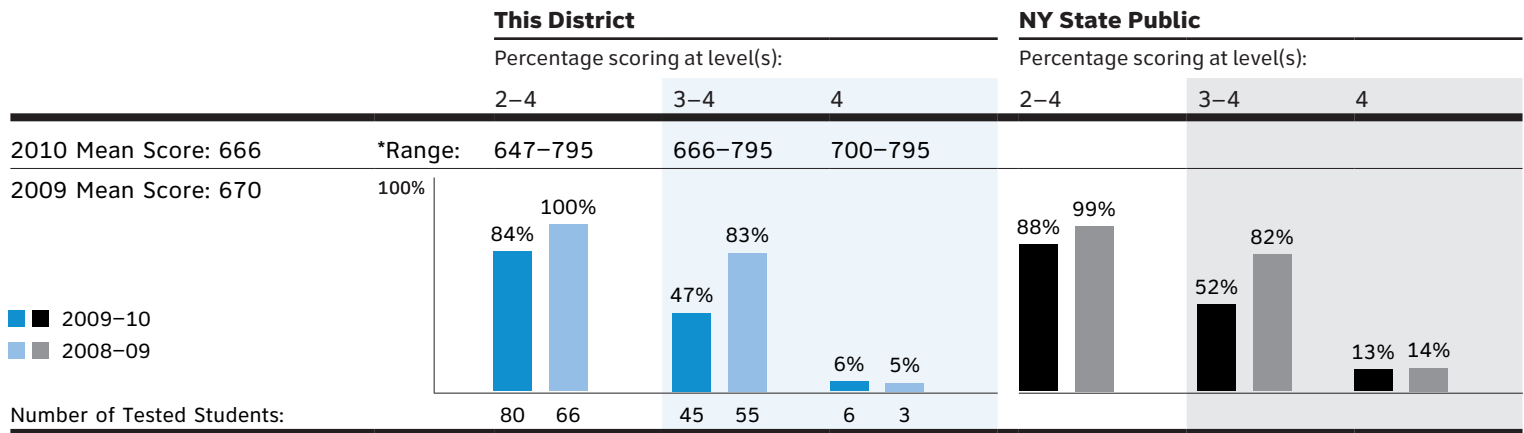 This District NY State Public
Percentage scoring at level(s): Percentage scoring at level(s):
2–4 3–4 4 2–4 3–4 4
2010 Mean Score: 666 *Range: 647–795 666–795 700–795
2009 Mean Score: 670 100%
100% 99%
84% 83% 88% 82%
47% 52%
6% 5% 13% 14%
2009–10
2008–09
Number of Tested Students: 80 66 45 55 6 3